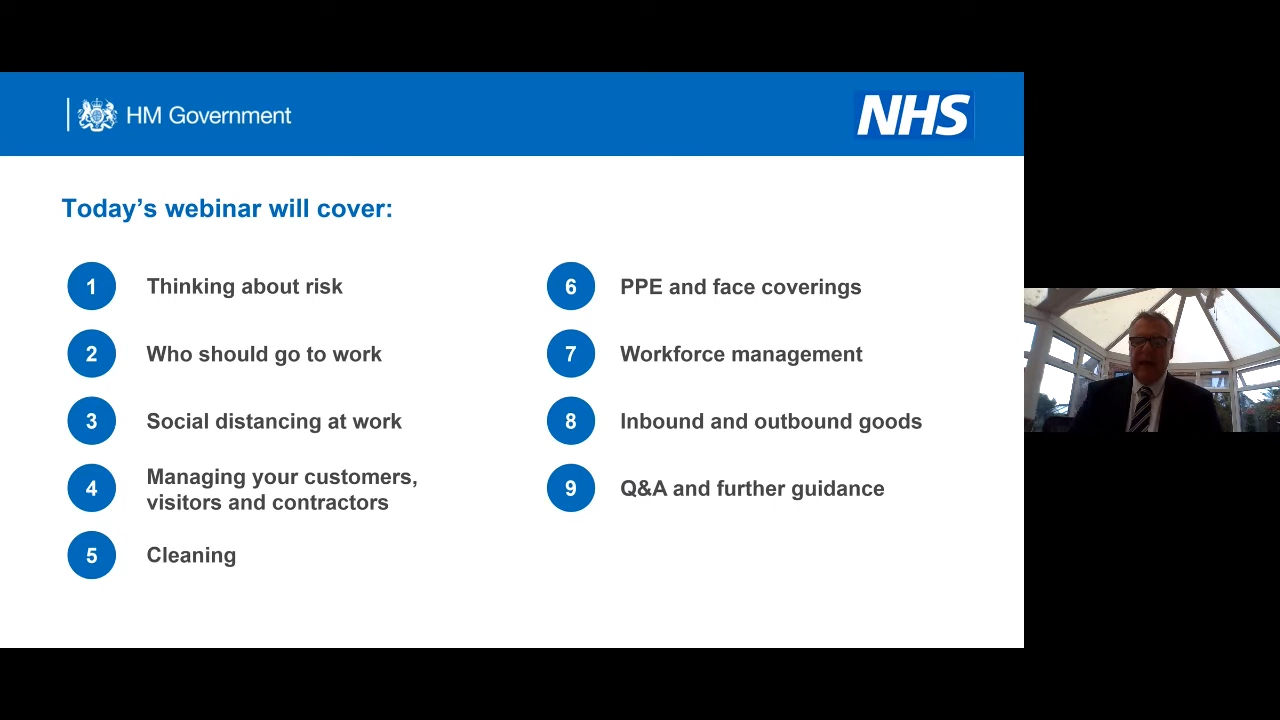 HM Government
NHS
Today’s webinar will cover:
1 Thinking about risk
2 Who should go to work
3 Social distancing at work
4 Managing your customers,
visitors and contractors
5 Cleaning
6 PPE and face coverings
7 Workforce management
8 Inbound and outbound goods
9 Q&A and further guidance